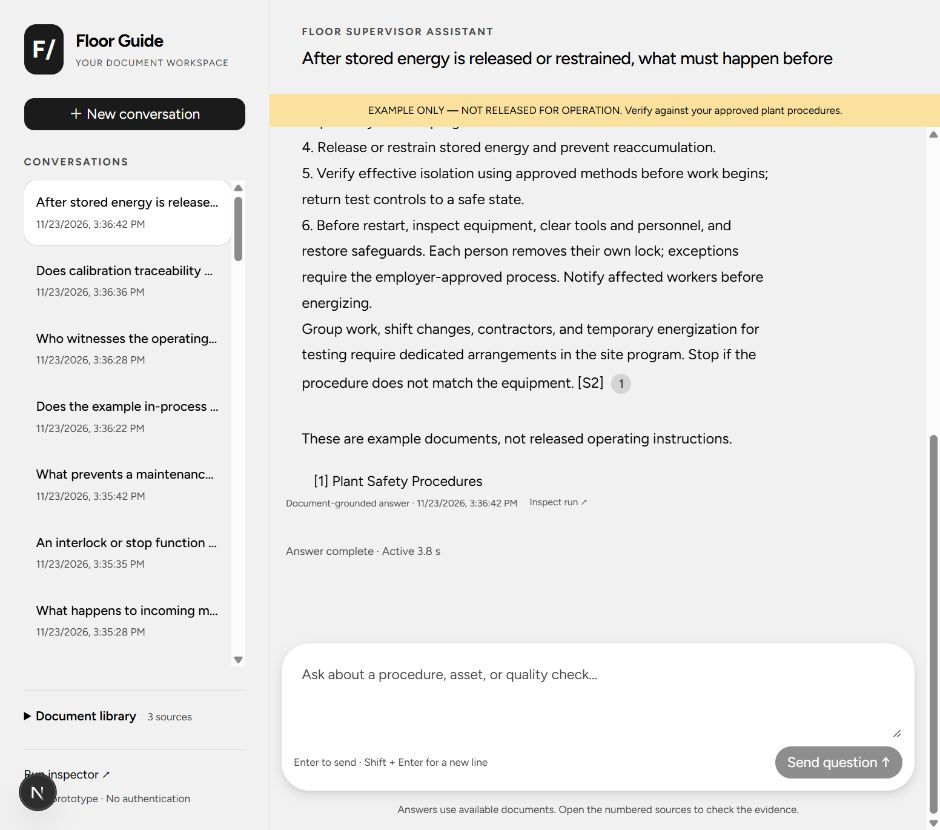 F/
Floor Guide
YOUR DOCUMENT WORKSPACE
+ New conversation
CONVERSATIONS
After stored energy is release...
11/23/2026, 3:36:42 PM
Does calibration traceability ...
11/23/2026, 3:36:36 PM
Who witnesses the operating...
11/23/2026, 3:36:28 PM
Does the example in-process ...
11/23/2026, 3:36:22 PM
What prevents a maintenanc...
11/23/2026, 3:35:42 PM
An interlock or stop function ...
11/23/2026, 3:35:35 PM
What happens to incoming m...
11/23/2026, 3:35:28 PM
Document library 3 sources
inspector ↗
N
prototype · No authentication
FLOOR SUPERVISOR ASSISTANT
After stored energy is released or restrained, what must happen before
EXAMPLE ONLY — NOT RELEASED FOR OPERATION. Verify against your approved plant procedures.
4. Release or restrain stored energy and prevent reaccumulation.
5. Verify effective isolation using approved methods before work begins;
return test controls to a safe state.
6. Before restart, inspect equipment, clear tools and personnel, and
restore safeguards. Each person removes their own lock; exceptions
require the employer-approved process. Notify affected workers before
energizing.
Group work, shift changes, contractors, and temporary energization for
testing require dedicated arrangements in the site program. Stop if the
procedure does not match the equipment. [S2] 1
These are example documents, not released operating instructions.
[1] Plant Safety Procedures
Document-grounded answer · 11/23/2026, 3:36:42 PM Inspect run ↗
Answer complete · Active 3.8 s
Ask about a procedure, asset, or quality check...
Enter to send · Shift + Enter for a new line
Send question ↑
Answers use available documents. Open the numbered sources to check the evidence.